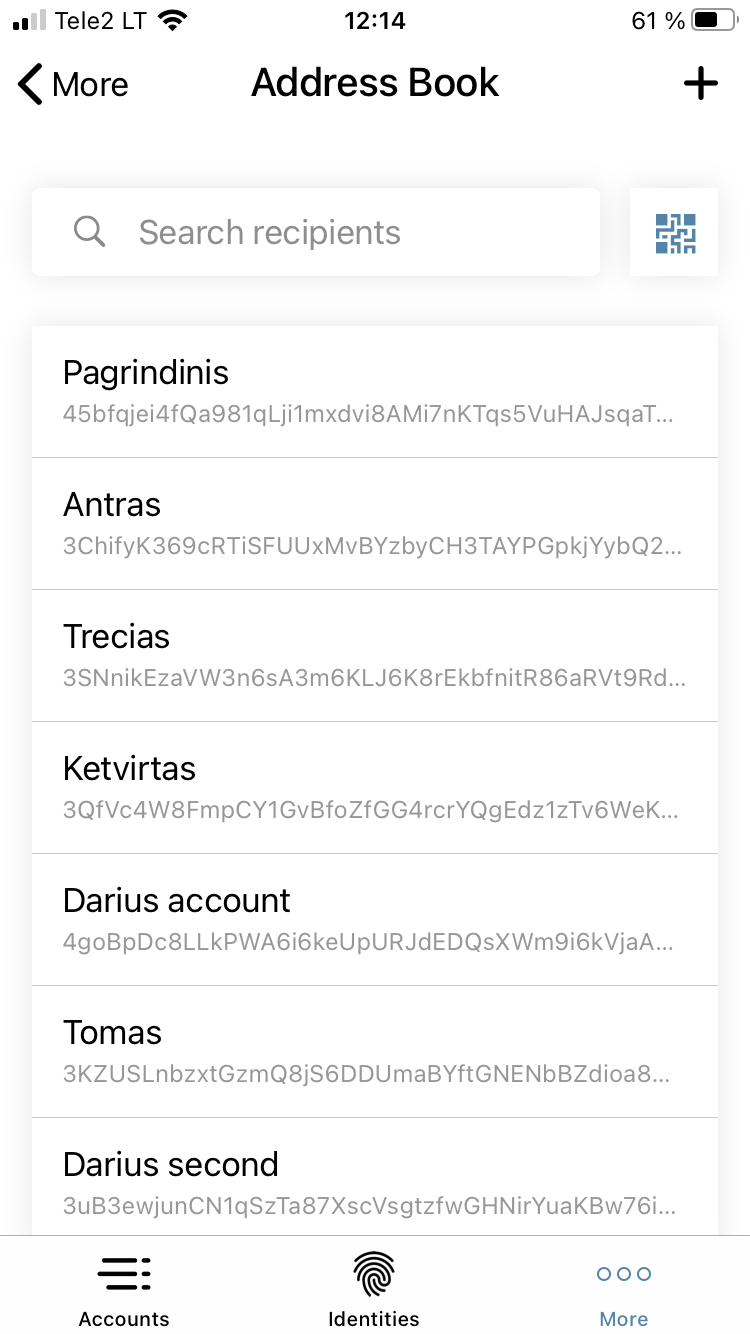 Tele2 LT 12:14 61 %
More Address Book
Search recipients
Pagrindinis
45bfqjei4fQa981qLji1mxdvi8AMi7nKTqs5VuHAJsqaT...
Antras
3ChifyK369cRTiSFUUxMvBYzbyCH3TAYPGpkjYybQ2...
Trecias
3SNnikEzaVW3n6sA3m6KLJ6K8rEkbfnitR86aRVt9Rd...
Ketvirtas
3QfVc4W8FmpCY1GvBfoZfGG4rcrYQgEdz1zTv6WeK...
Darius account
4goBpDc8LLkPWA6i6keUpURJdEDQsXWm9i6kVjaA...
Tomas
3KZUSLnbzxtGzmQ8jS6DDUmaBYftGNENbBZdioa8...
Darius second
3uB3ewjunCN1qSzTa87XscVsgtzfwGHNirYuaKBw76i...
Accounts Identities More